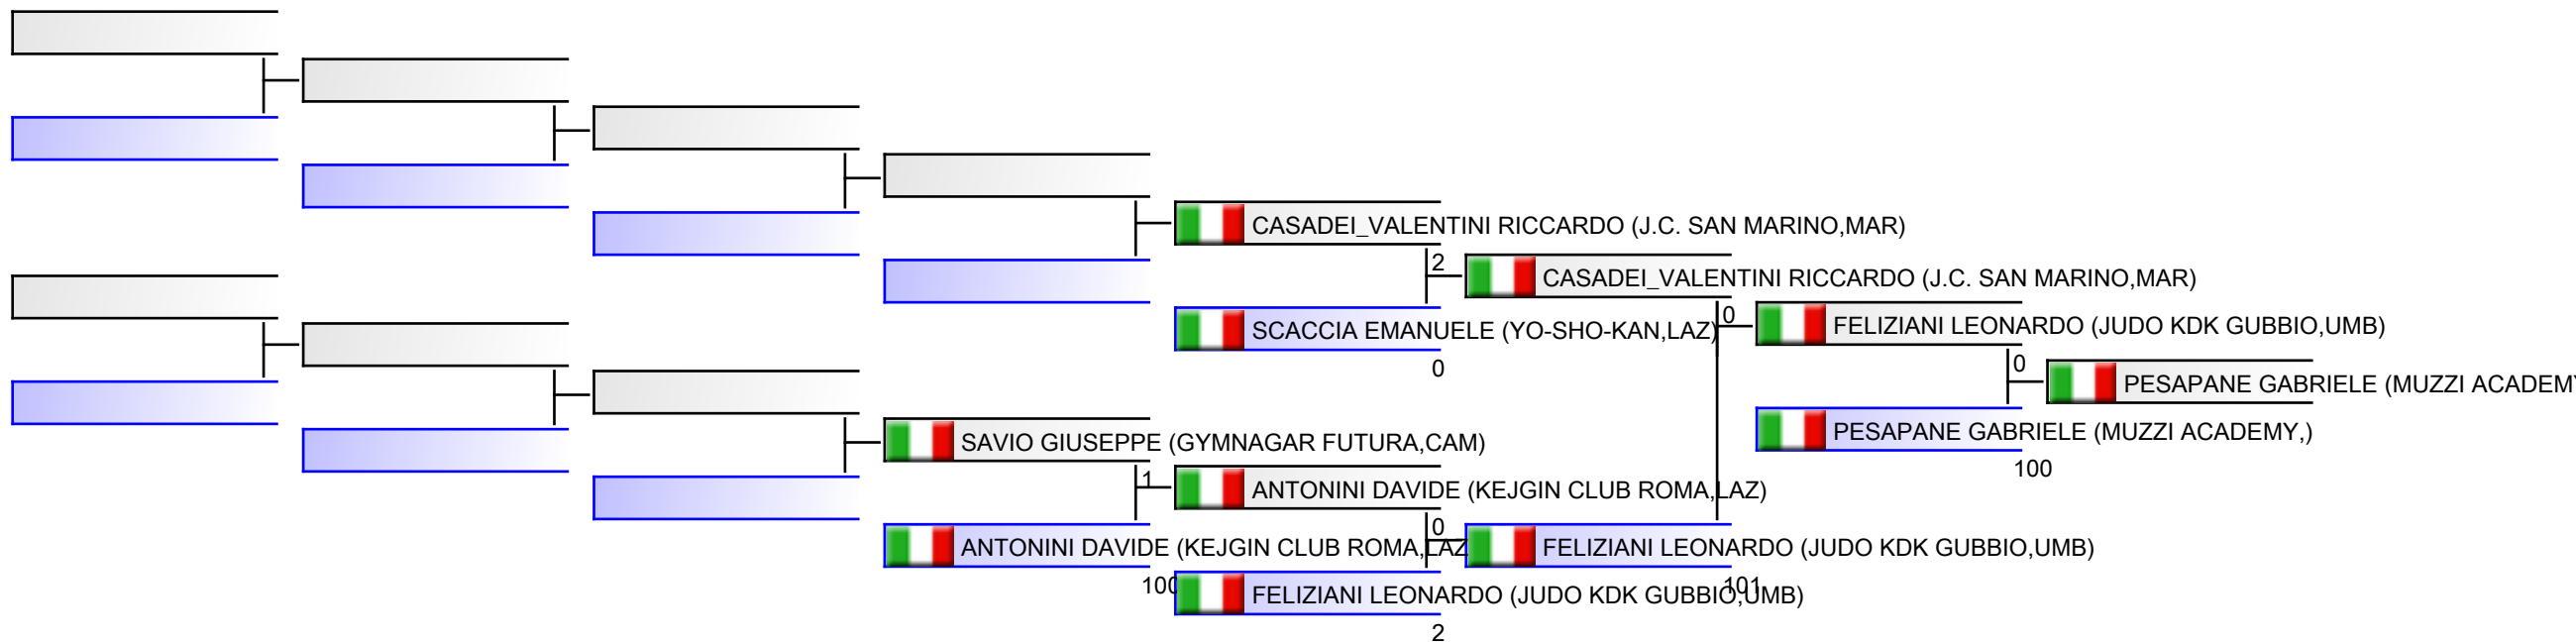 CASADEI_VALENTINI RICCARDO (J.C. SAN MARINO,MAR)
2
CASADEI_VALENTINI RICCARDO (J.C. SAN MARINO,MAR)
SCACCIA EMANUELE (YO-SHO-KAN,LAZ)
0
0
FELIZIANI LEONARDO (JUDO KDK GUBBIO,UMB)
0
PESAPANE GABRIELE (MUZZI ACADEMY
PESAPANE GABRIELE (MUZZI ACADEMY,)
100
SAVIO GIUSEPPE (GYMNAGAR FUTURA,CAM)
1
ANTONINI DAVIDE (KEJGIN CLUB ROMA,LAZ)
ANTONINI DAVIDE (KEJGIN CLUB ROMA,LAZ
100
0
FELIZIANI LEONARDO (JUDO KDK GUBBIO,UMB)
101
FELIZIANI LEONARDO (JUDO KDK GUBBIO,UMB)
2